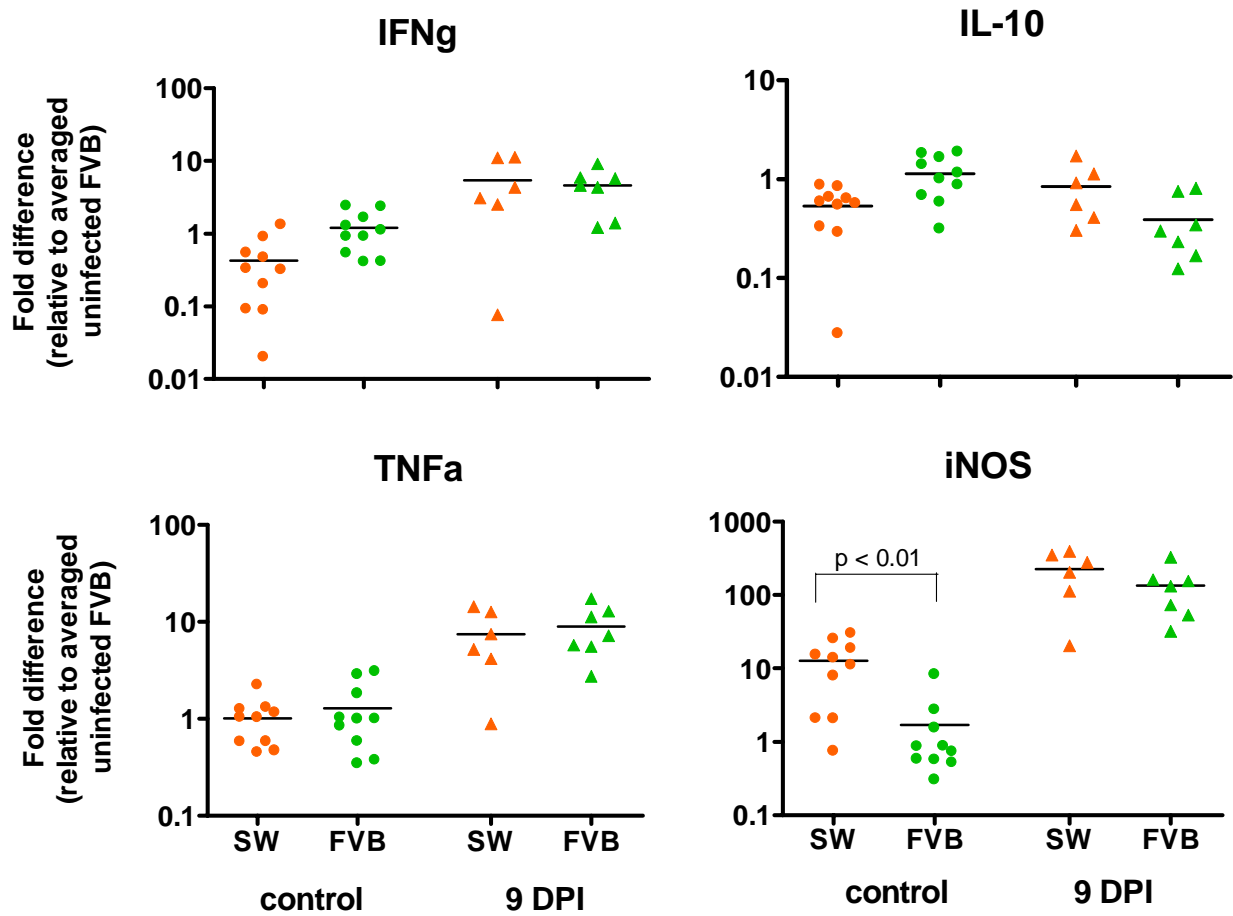 IFNg
IL-10
Fold difference
(relative to averaged
uninfected FVB)
100
10
1
0.1
0.01
10
1
0.1
0.01
TNFa
iNOS
Fold difference
(relative to averaged
uninfected FVB)
100
10
1
0.1
1000
100
10
1
0.1
p < 0.01
SW FVB SW FVB
control 9 DPI
SW FVB SW FVB
control 9 DPI